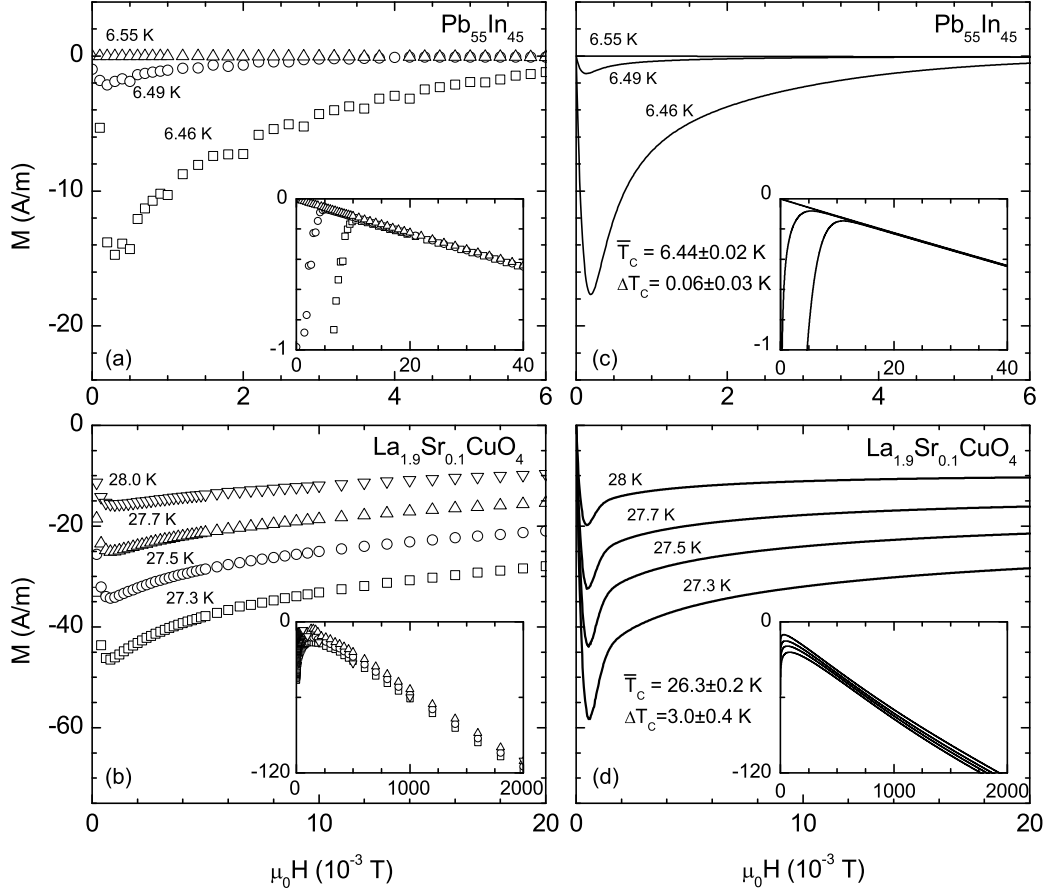 Pb55In45
6.55 K
6.49 K
6.46 K
M (A/m)
0
-10
-20
(a)
0
-1
0 20 40
0 2 4 6
Pb55In45
6.55 K
6.49 K
6.46 K
T̅C = 6.44±0.02 K
ΔTC= 0.06±0.03 K
(c)
0
-1
0 20 40
0 2 4 6
La1.9Sr0.1CuO4
28.0 K
27.7 K
27.5 K
27.3 K
M (A/m)
0
-20
-40
-60
(b)
0
-120
0 1000 2000
0 10 20
μ0H (10-3 T)
La1.9Sr0.1CuO4
28 K
27.7 K
27.5 K
27.3 K
T̅C = 26.3±0.2 K
ΔTC=3.0±0.4 K
(d)
0
-120
0 1000 2000
0 10 20
μ0H (10-3 T)